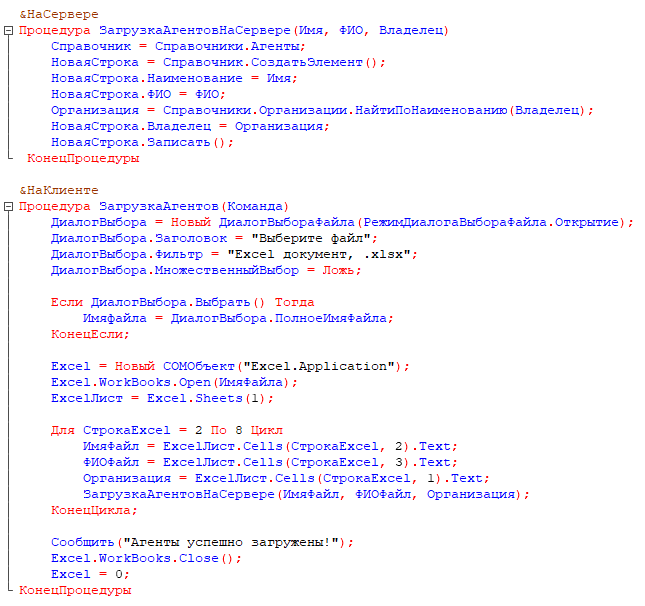 &НаСервере
Процедура ЗагрузкаАгентовНаСервере(Имя, ФИО, Владелец)
Справочник = Справочники.Агенты;
НоваяСтрока = Справочник.СоздатьЭлемент();
НоваяСтрока.Наименование = Имя;
НоваяСтрока.ФИО = ФИО;
Организация = Справочники.Организации.НайтиПоНаименованию(Владелец);
НоваяСтрока.Владелец = Организация;
НоваяСтрока.Записать();
КонецПроцедуры
&НаКлиенте
Процедура ЗагрузкаАгентов(Команда)
ДиалогВыбора = Новый ДиалогВыбораФайла(РежимДиалогаВыбораФайла.Открытие);
ДиалогВыбора.Заголовок = "Выберите файл";
ДиалогВыбора.Фильтр = "Excel документ, .xlsx";
ДиалогВыбора.МножественныйВыбор = Ложь;
Если ДиалогВыбора.Выбрать() Тогда
ИмяФайла = ДиалогВыбора.ПолноеИмяФайла;
КонецЕсли;
Excel = Новый COMОбъект("Excel.Application");
Excel.WorkBooks.Open(ИмяФайла);
ExcelЛист = Excel.Sheets(1);
Для СтрокаExcel = 2 По 8 Цикл
ИмяФайл = ExcelЛист.Cells(СтрокаExcel, 2).Text;
ФИОФайл = ExcelЛист.Cells(СтрокаExcel, 3).Text;
Организация = ExcelЛист.Cells(СтрокаExcel, 1).Text;
ЗагрузкаАгентовНаСервере(ИмяФайл, ФИОФайл, Организация);
КонецЦикла;
Сообщить("Агенты успешно загружены!");
Excel.WorkBooks.Close();
Excel = 0;
КонецПроцедуры